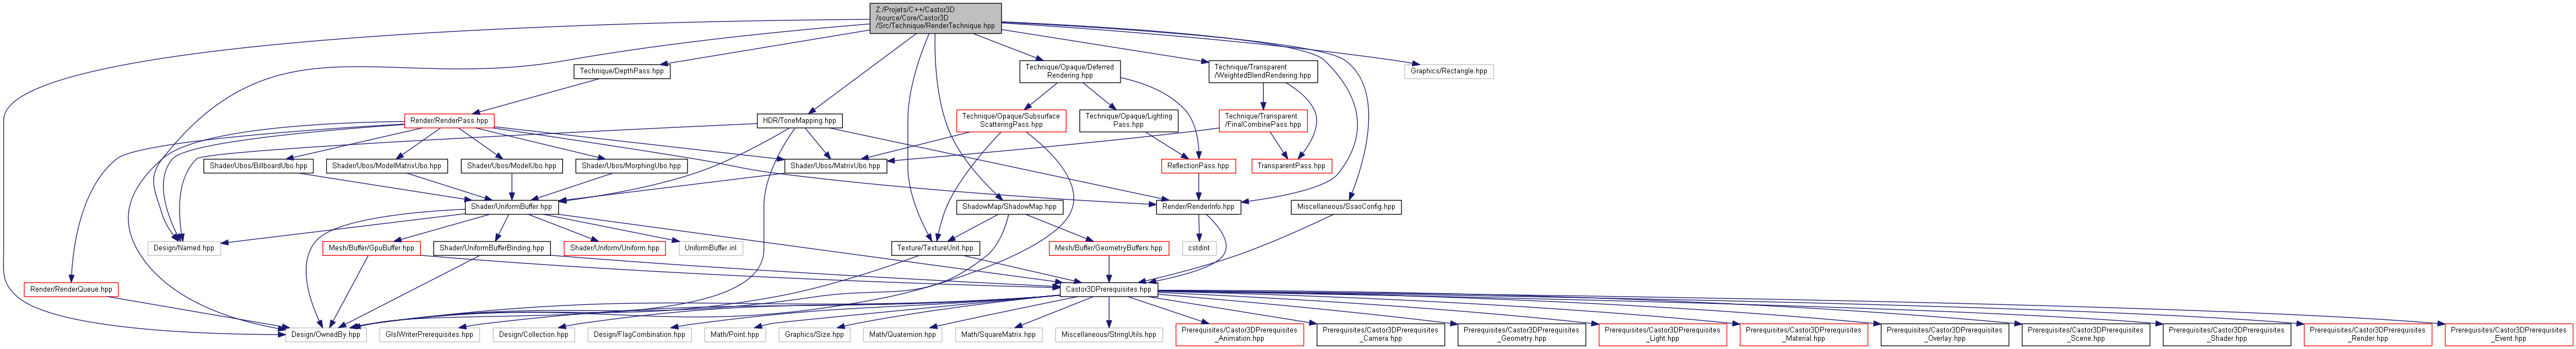 Z:/Projets/C++/Castor3D
/source/Core/Castor3D
/Src/Technique/RenderTechnique.hpp
Technique/DepthPass.hpp
Technique/Opaque/Deferred
Rendering.hpp
Technique/Transparent
/WeightedBlendRendering.hpp
Graphics/Rectangle.hpp
Render/RenderPass.hpp
HDR/ToneMapping.hpp
Technique/Opaque/Subsurface
ScatteringPass.hpp
Technique/Opaque/Lighting
Pass.hpp
Technique/Transparent
/FinalCombinePass.hpp
Shader/Ubos/BillboardUbo.hpp
Shader/Ubos/ModelMatrixUbo.hpp
Shader/Ubos/ModelUbo.hpp
Shader/Ubos/MorphingUbo.hpp
Shader/Ubos/MatrixUbo.hpp
ReflectionPass.hpp
TransparentPass.hpp
Shader/UniformBuffer.hpp
ShadowMap/ShadowMap.hpp
Render/RenderInfo.hpp
Miscellaneous/SsaoConfig.hpp
Design/Named.hpp
Mesh/Buffer/GpuBuffer.hpp
Shader/UniformBufferBinding.hpp
Shader/Uniform/Uniform.hpp
UniformBuffer.inl
Texture/TextureUnit.hpp
Mesh/Buffer/GeometryBuffers.hpp
cstdint
Render/RenderQueue.hpp
Castor3DPrerequisites.hpp
Design/OwnedBy.hpp
GlslWriterPrerequisites.hpp
Design/Collection.hpp
Design/FlagCombination.hpp
Math/Point.hpp
Graphics/Size.hpp
Math/Quaternion.hpp
Math/SquareMatrix.hpp
Miscellaneous/StringUtils.hpp
Prerequisites/Castor3DPrerequisites
_Animation.hpp
Prerequisites/Castor3DPrerequisites
_Camera.hpp
Prerequisites/Castor3DPrerequisites
_Geometry.hpp
Prerequisites/Castor3DPrerequisites
_Light.hpp
Prerequisites/Castor3DPrerequisites
_Material.hpp
Prerequisites/Castor3DPrerequisites
_Overlay.hpp
Prerequisites/Castor3DPrerequisites
_Scene.hpp
Prerequisites/Castor3DPrerequisites
_Shader.hpp
Prerequisites/Castor3DPrerequisites
_Render.hpp
Prerequisites/Castor3DPrerequisites
_Event.hpp